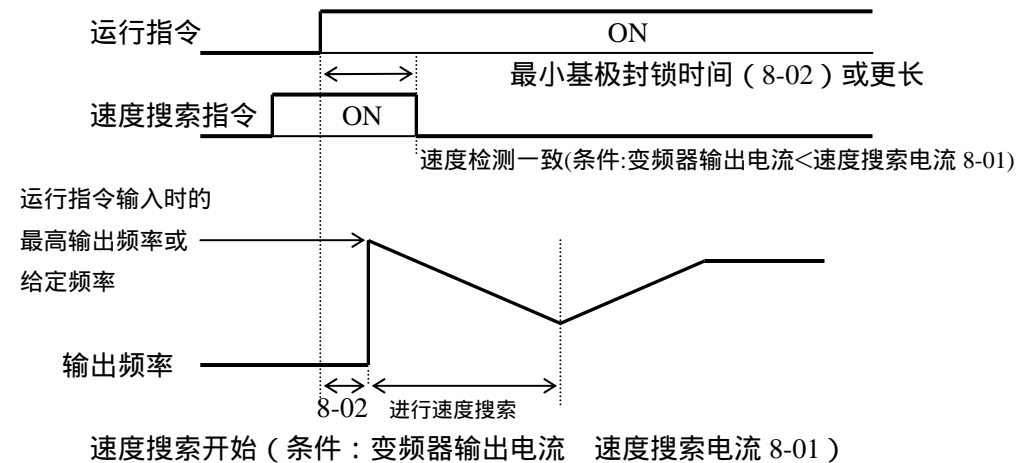 运行指令
ON
最小基极封锁时间（8-02）或更长
速度搜索指令
ON
速度检测一致(条件:变频器输出电流<速度搜索电流 8-01)
运行指令输入时的
最高输出频率或
给定频率
输出频率
8-02
进行速度搜索
速度搜索开始（条件：变频器输出电流　速度搜索电流 8-01）